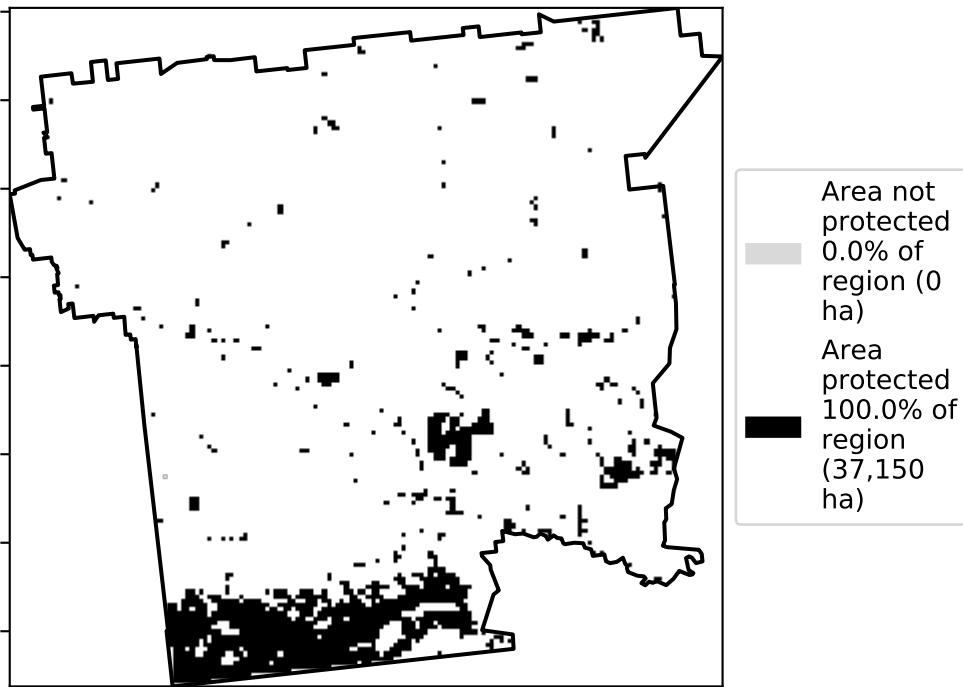 Area not
protected
0.0% of
region (0
ha)
Area
protected
100.0% of
region
(37,150
ha)